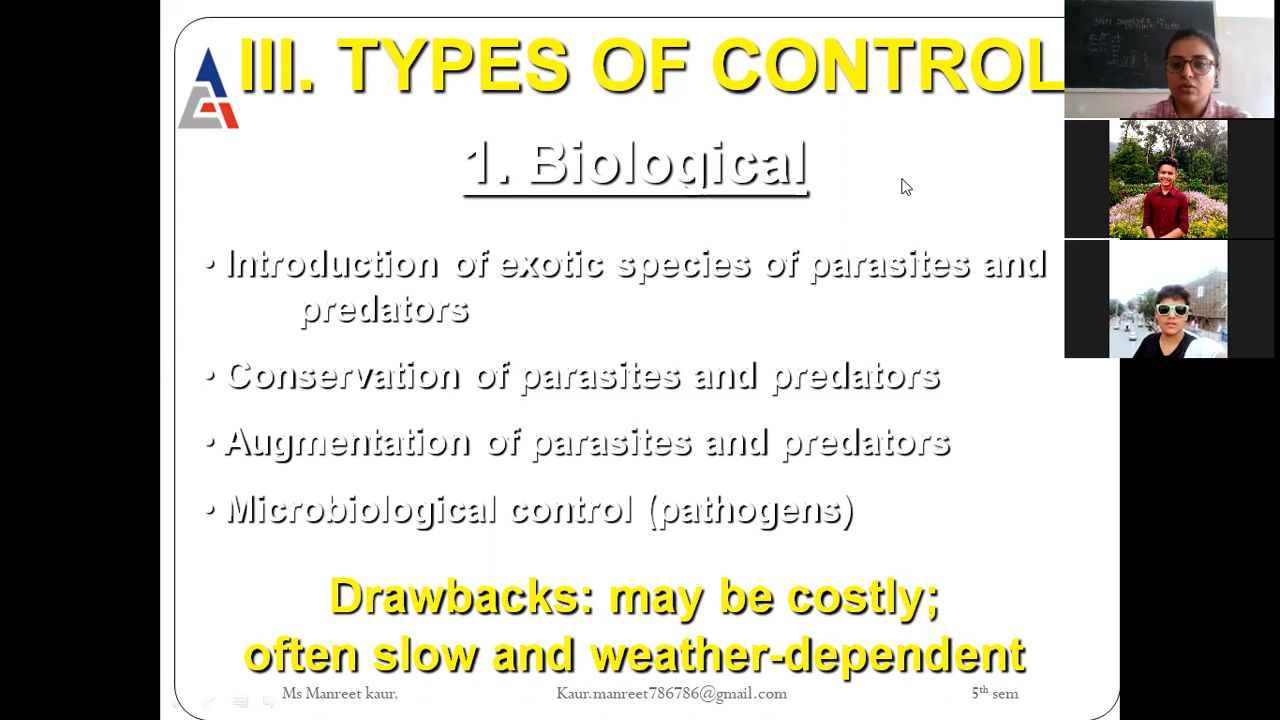 III. TYPES OF CONTROL
1. Biological
• Introduction of exotic species of parasites and
predators
• Conservation of parasites and predators
• Augmentation of parasites and predators
• Microbiological control (pathogens)
Drawbacks: may be costly;
often slow and weather-dependent
Ms Manreet kaur. Kaur.manreet786786@gmail.com 5th sem